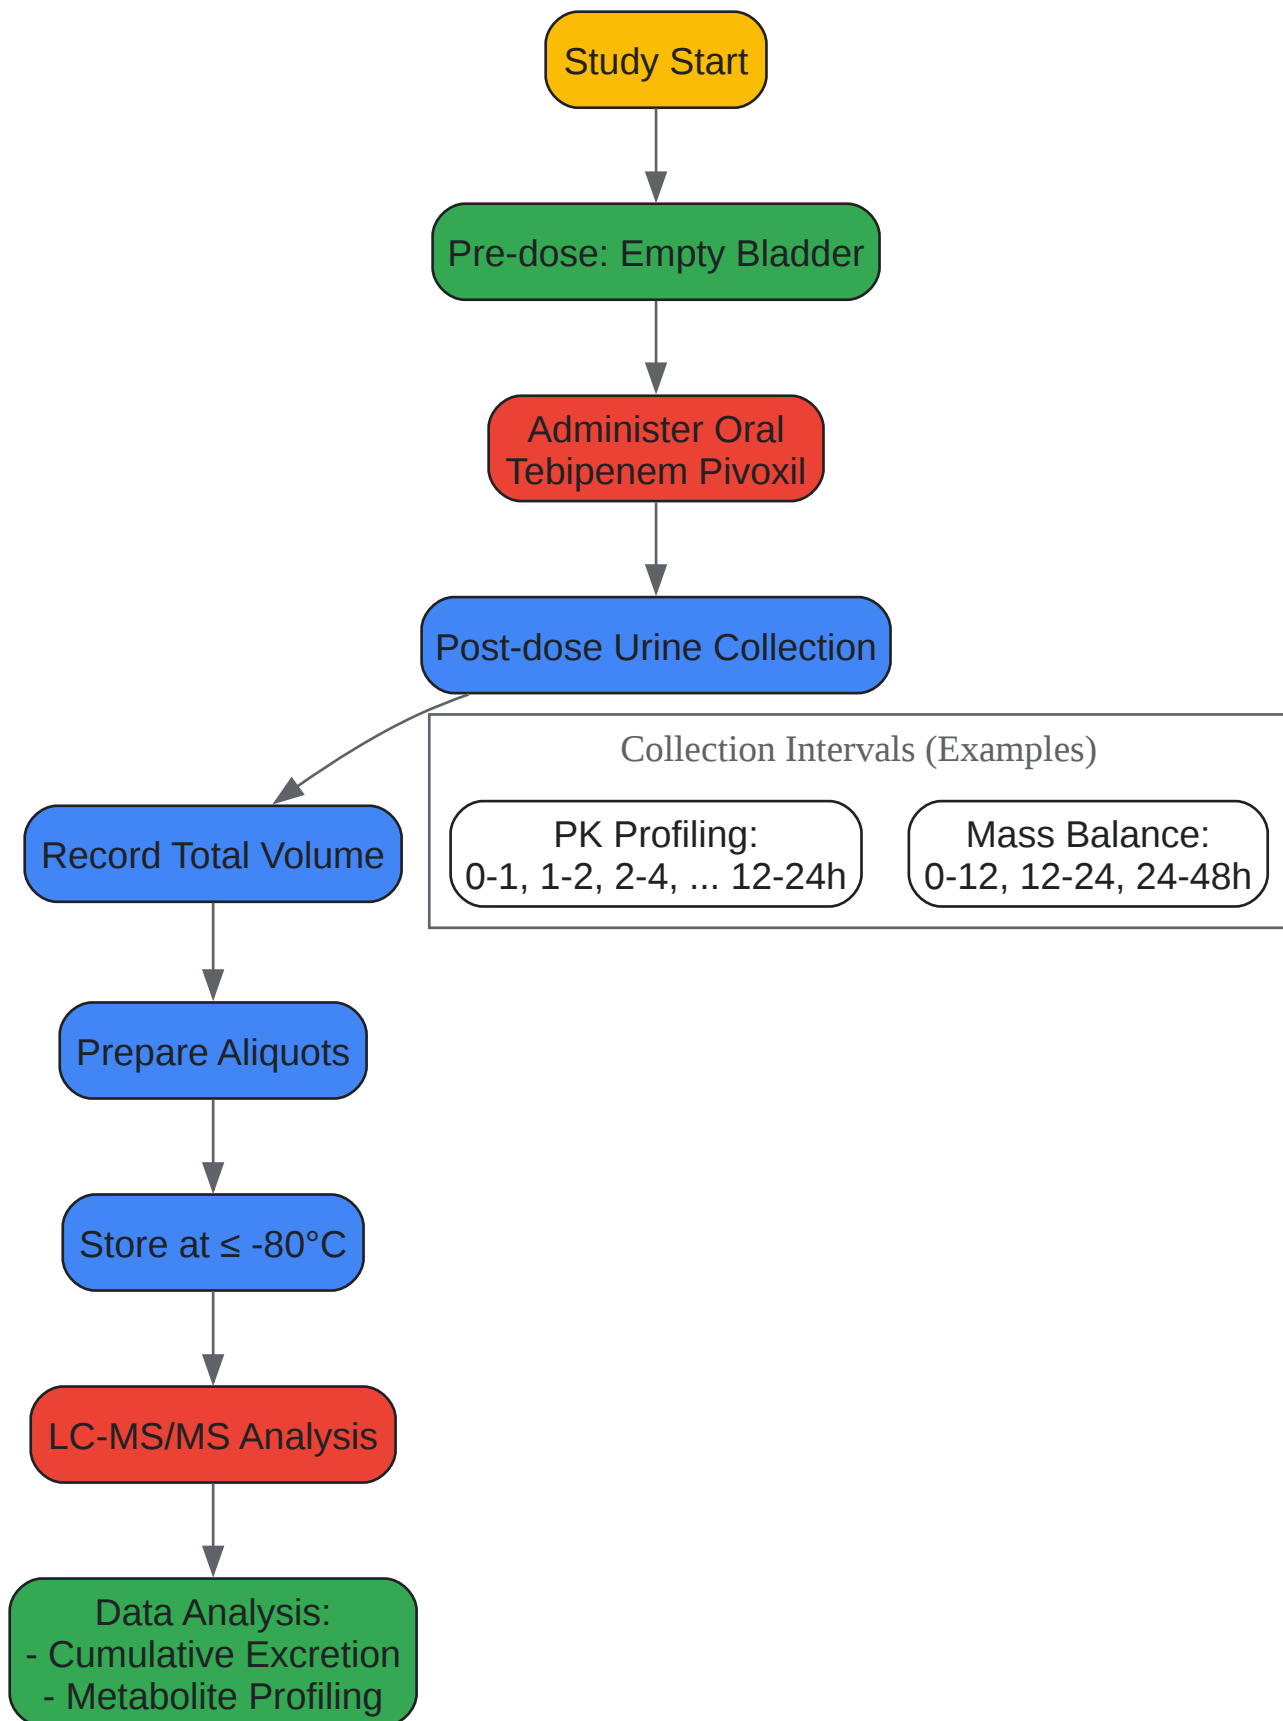 Study Start
Pre-dose: Empty Bladder
Administer Oral
Tebipenem Pivoxil
Post-dose Urine Collection
Collection Intervals (Examples)
PK Profiling:
0-1, 1-2, 2-4, ... 12-24h
Mass Balance:
0-12, 12-24, 24-48h
Record Total Volume
Prepare Aliquots
Store at ≤ -80°C
LC-MS/MS Analysis
Data Analysis:
- Cumulative Excretion
- Metabolite Profiling